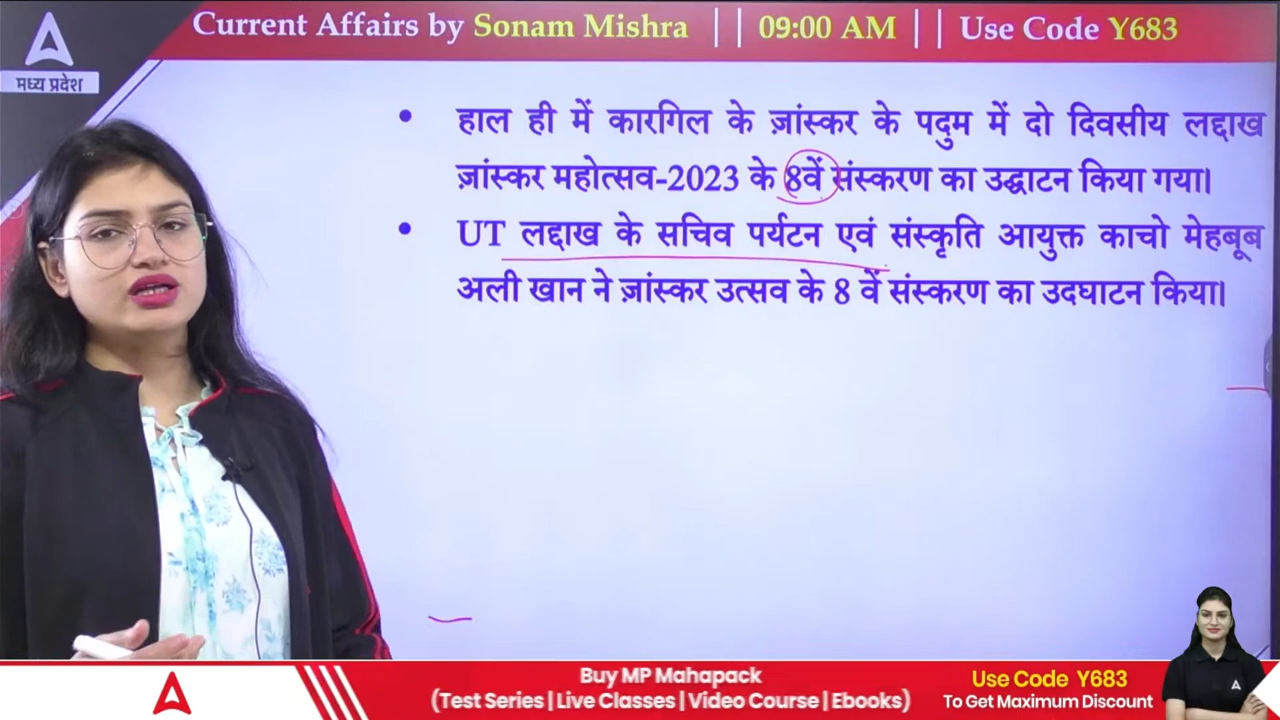 Current Affairs by Sonam Mishra || 09:00 AM || Use Code Y683
मध्य प्रदेश
• हाल ही में कारगिल के ज़ांस्कर के पदुम में दो दिवसीय लद्दाख
ज़ांस्कर महोत्सव-2023 के 8वें संस्करण का उद्घाटन किया गया।
• UT लद्दाख के सचिव पर्यटन एवं संस्कृति आयुक्त काचो मेहबूब
अली खान ने ज़ांस्कर उत्सव के 8 वें संस्करण का उदघाटन किया।
Buy MP Mahapack
(Test Series | Live Classes | Video Course | Ebooks)
Use Code Y683
To Get Maximum Discount